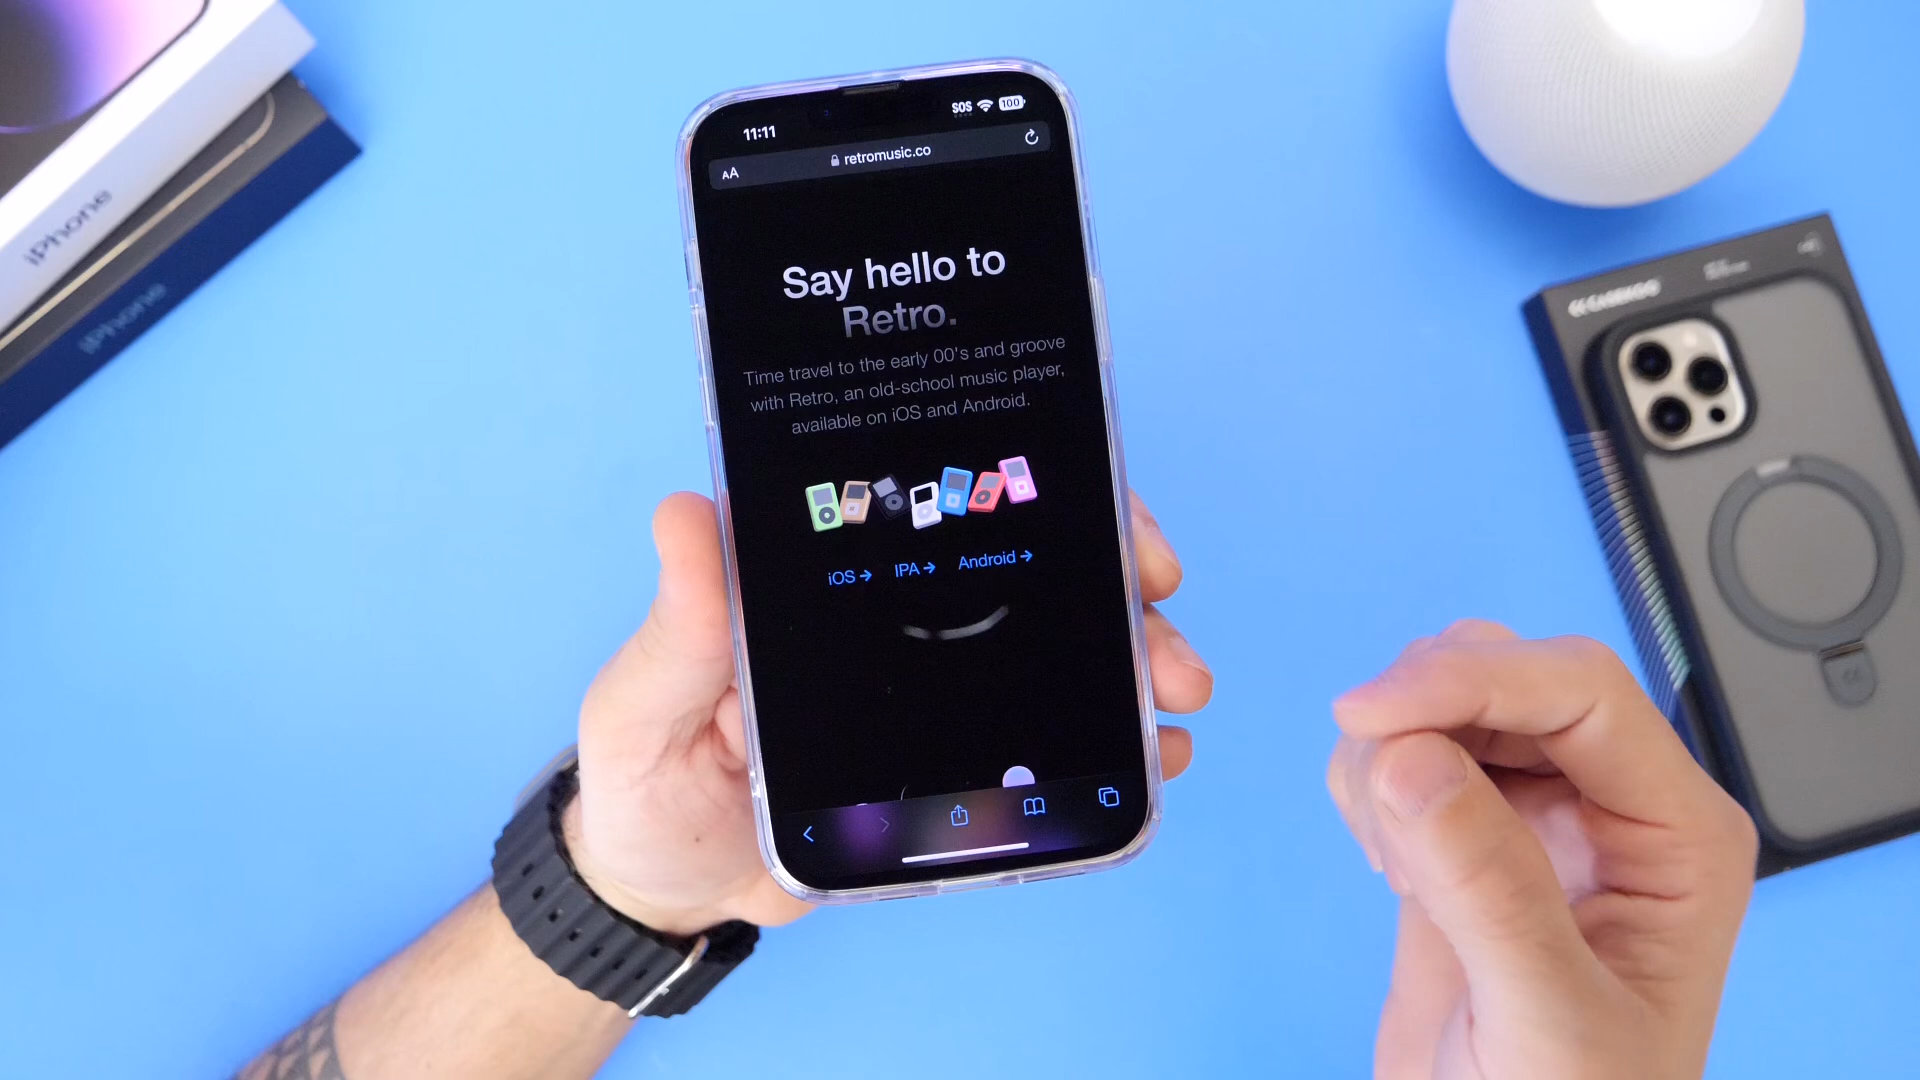 11:11
SOS
100
AA
retromusic.co
Say hello to
Retro.
Time travel to the early 00's and groove
with Retro, an old-school music player,
available on iOS and Android.
iOS →
IPA →
Android →
iPhone
iPhone